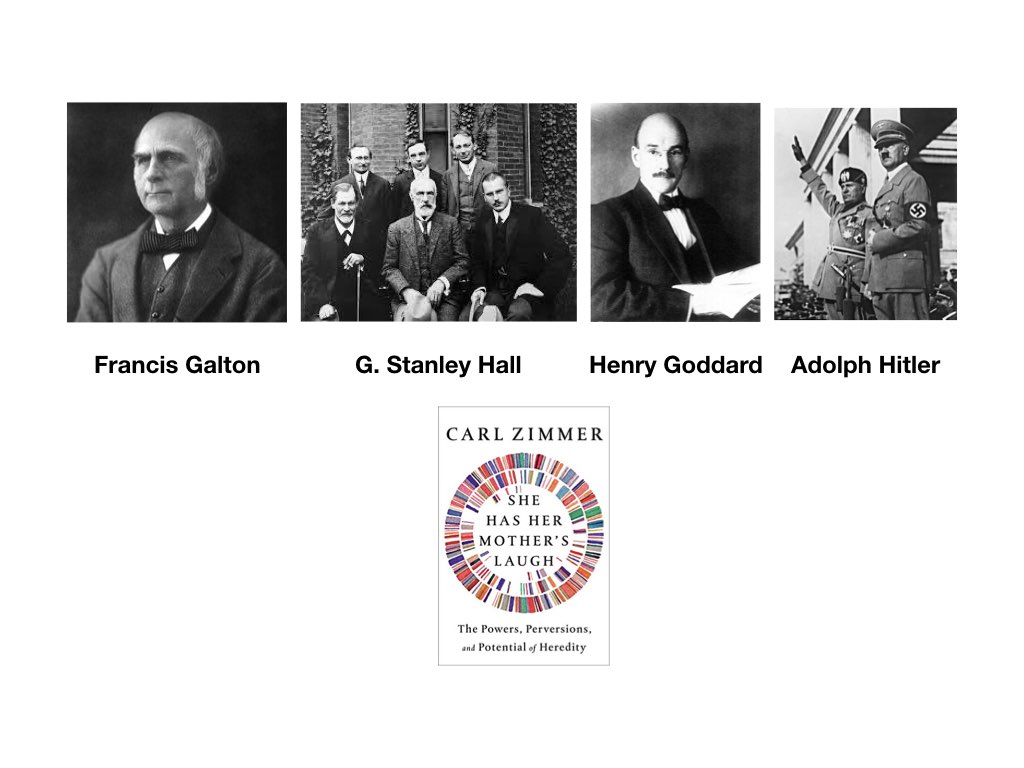 Francis Galton
G. Stanley Hall
Henry Goddard
Adolph Hitler
CARL ZIMMER
SHE
HAS HER
MOTHER'S
LAUGH
The Powers, Perversions,
and Potential of Heredity